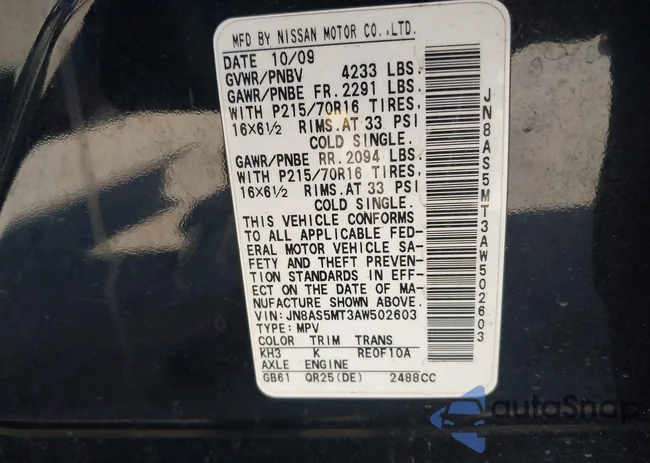 MFD BY NISSAN MOTOR CO.,LTD.
DATE 10/09
GVWR/PNBV 4233 LBS.
GAWR/PNBE FR. 2291 LBS.
WITH P215/70R16 TIRES,
16X6½ RIMS. AT 33 PSI
COLD SINGLE.
GAWR/PNBE RR. 2094 LBS.
WITH P215/70R16 TIRES,
16X6½ RIMS. AT 33 PSI
COLD SINGLE.
THIS VEHICLE CONFORMS
TO ALL APPLICABLE FED-
ERAL MOTOR VEHICLE SA-
FETY AND THEFT PREVEN-
TION STANDARDS IN EFF-
ECT ON THE DATE OF MA-
NUFACTURE SHOWN ABOVE.
VIN: JN8AS5MT3AW502603
TYPE: MPV
COLOR TRIM TRANS
KH3 K RE0F10A
AXLE ENGINE
GB61 QR25(DE) 2488CC
JN8AS5MT3AW502603
autoSnap